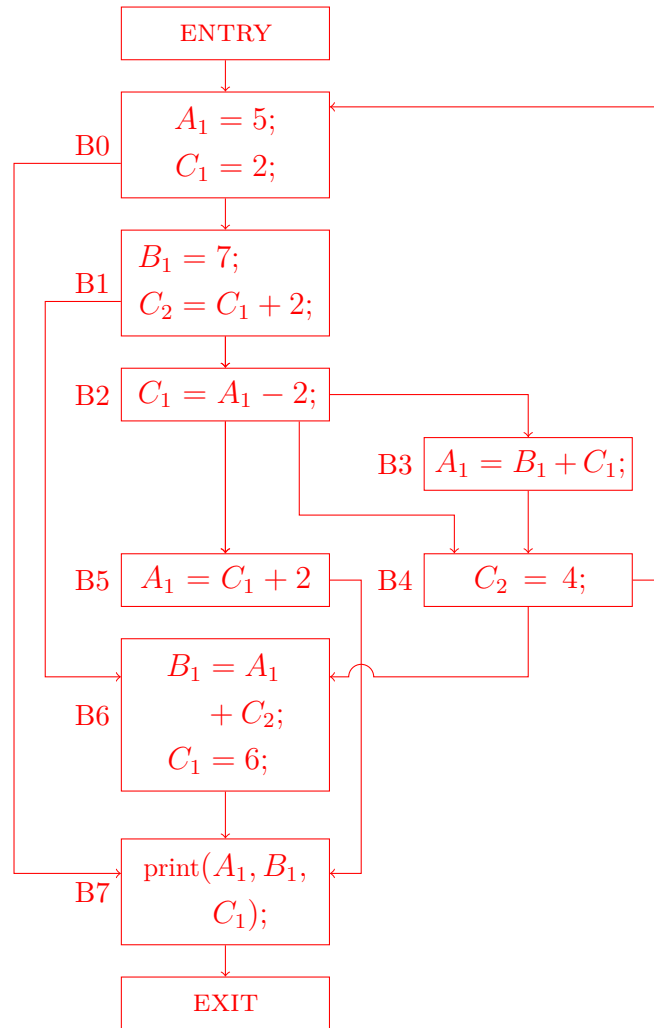 ENTRY
B0
A₁ = 5;
C₁ = 2;
B1
B₁ = 7;
C₂ = C₁ + 2;
B2
C₁ = A₁ − 2;
B3
A₁ = B₁ + C₁;
B5
A₁ = C₁ + 2
B4
C₂ = 4;
B6
B₁ = A₁
+ C₂;
C₁ = 6;
B7
print(A₁, B₁,
C₁);
EXIT